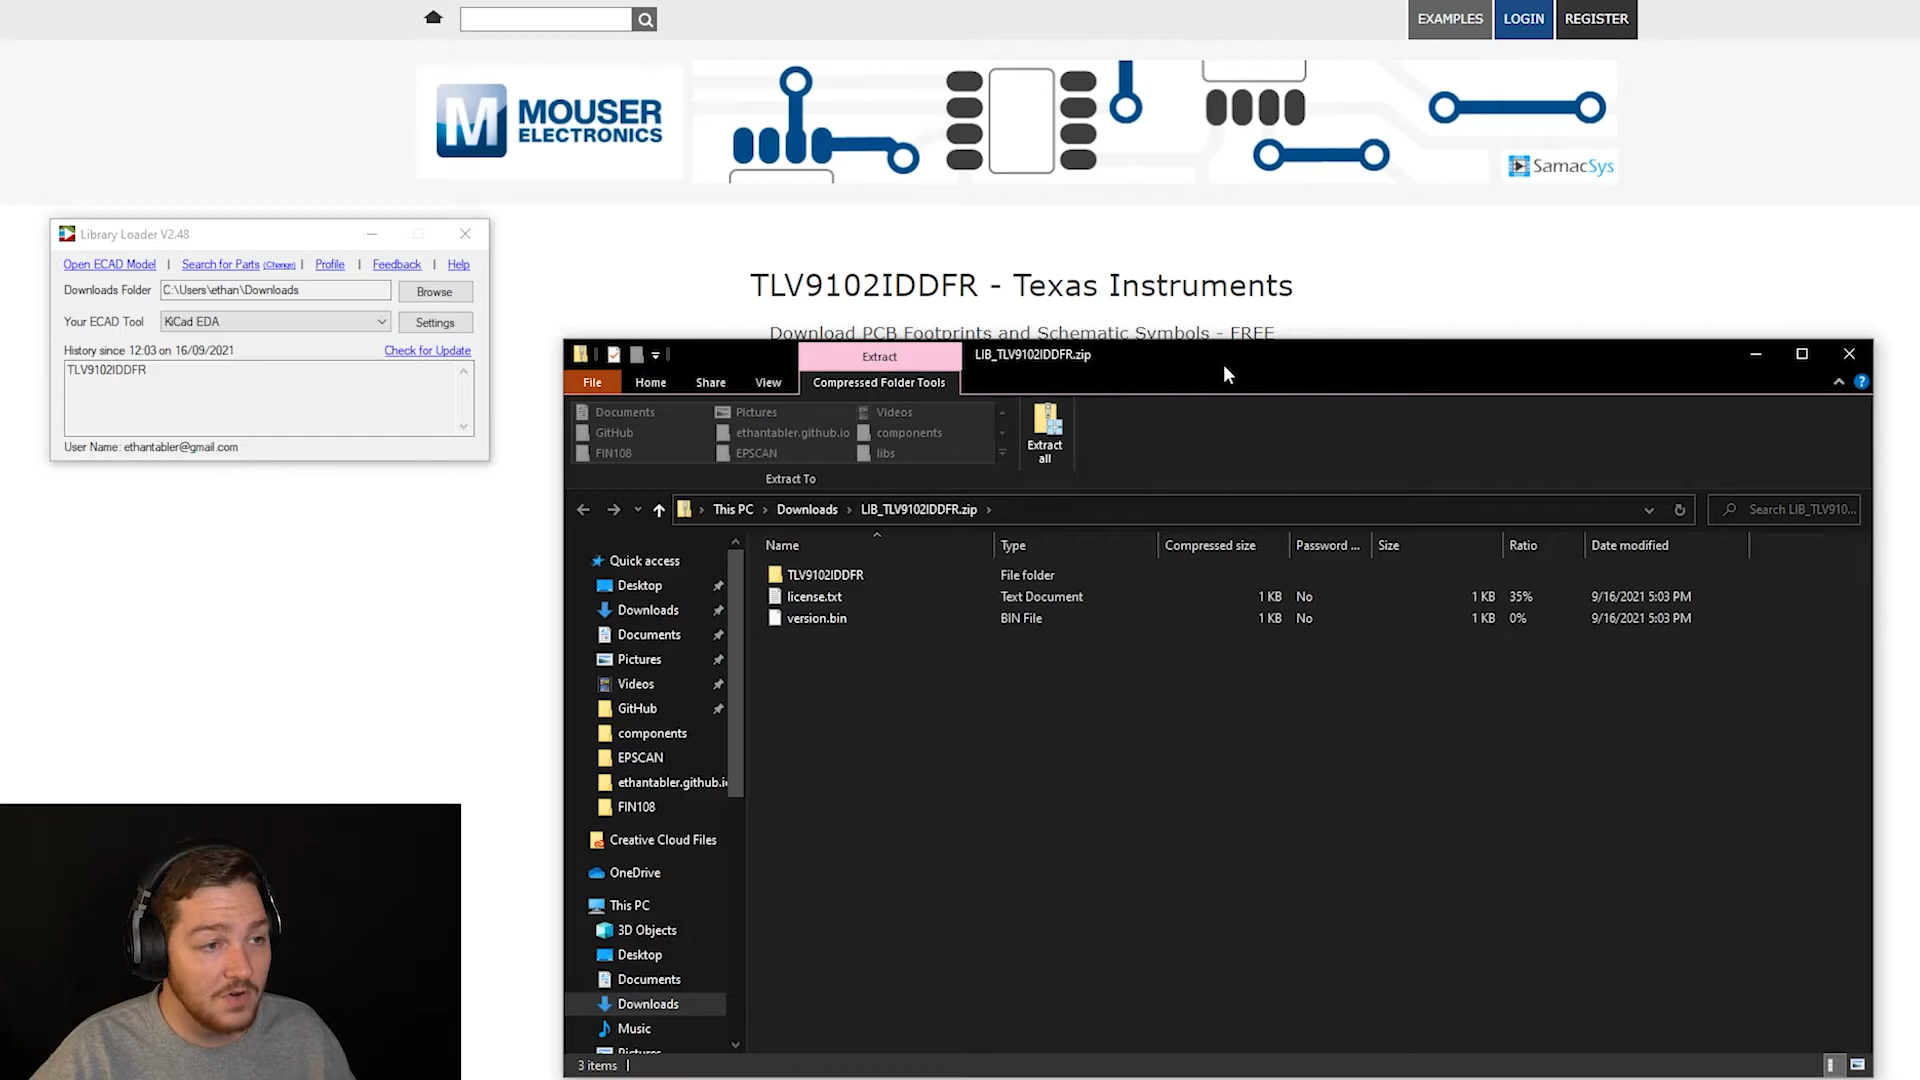 EXAMPLES
LOGIN
REGISTER
M MOUSER
ELECTRONICS
SamacSys
Library Loader V2.48
Open ECAD Model | Search for Parts (Change) | Profile | Feedback | Help
Downloads Folder C:\Users\ethan\Downloads Browse
Your ECAD Tool KiCad EDA Settings
History since 12:03 on 16/09/2021 Check for Update
TLV9102IDDFR
User Name: ethantabler@gmail.com
TLV9102IDDFR - Texas Instruments
Download PCB Footprints and Schematic Symbols - FREE
Extract LIB_TLV9102IDDFR.zip
File Home Share View Compressed Folder Tools
Documents Pictures Videos
GitHub ethantabler.github.io components
FIN108 EPSCAN libs
Extract To
Extract
all
This PC › Downloads › LIB_TLV9102IDDFR.zip ›
Search LIB_TLV910...
Name Type Compressed size Password ... Size Ratio Date modified
TLV9102IDDFR File folder
license.txt Text Document 1 KB No 1 KB 35% 9/16/2021 5:03 PM
version.bin BIN File 1 KB No 1 KB 0% 9/16/2021 5:03 PM
Quick access
Desktop
Downloads
Documents
Pictures
Videos
GitHub
components
EPSCAN
ethantabler.github.i
FIN108
Creative Cloud Files
OneDrive
This PC
3D Objects
Desktop
Documents
Downloads
Music
Pictures
3 items